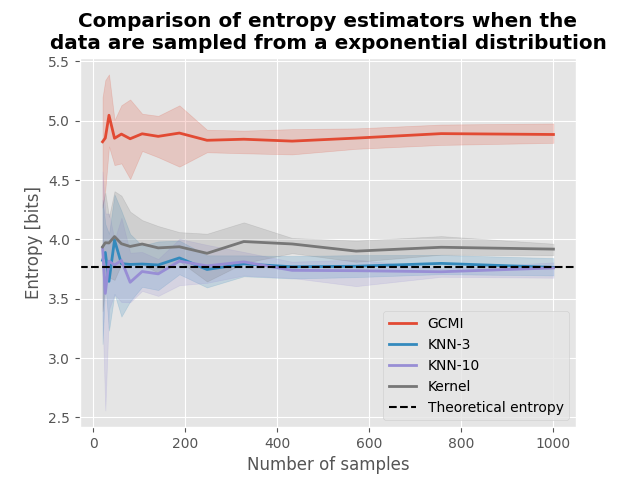 Comparison of entropy estimators when the
data are sampled from a exponential distribution
5.5
5.0
4.5
4.0
3.5
3.0
2.5
Entropy [bits]
GCMI
KNN-3
KNN-10
Kernel
Theoretical entropy
0 200 400 600 800 1000
Number of samples